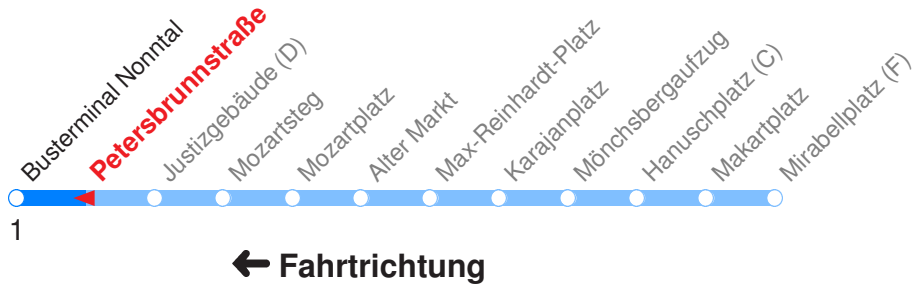 Busterminal Nonntal
Petersbrunnstraße
Justizgebäude (D)
Mozartsteg
Mozartplatz
Alter Markt
Max-Reinhardt-Platz
Karajanplatz
Mönchsbergaufzug
Hanuschplatz (C)
Makartplatz
Mirabellplatz (F)
1
Fahrtrichtung